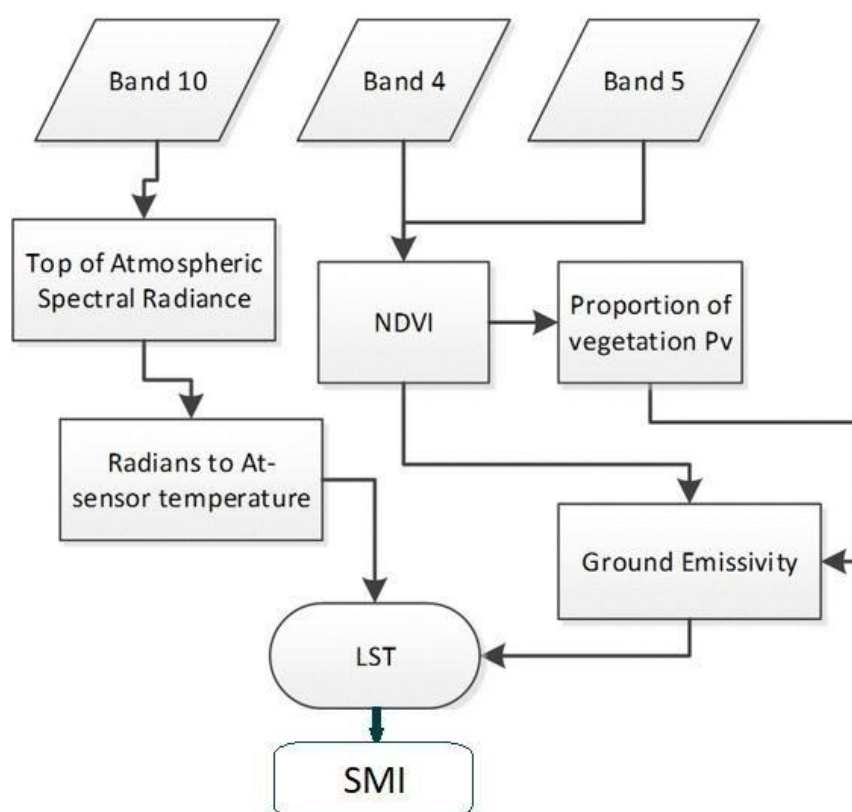 Band 10
Band 4
Band 5
Top of Atmospheric
Spectral Radiance
NDVI
Proportion of
vegetation Pv
Radians to At-
sensor temperature
Ground Emissivity
LST
SMI